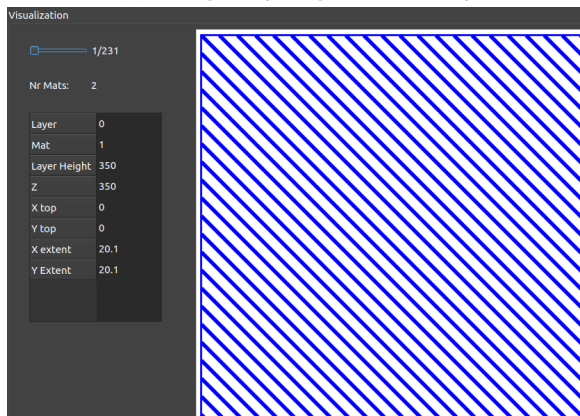 Visualization
1/231
Nr Mats: 2
Layer 0
Mat 1
Layer Height 350
Z 350
X top 0
Y top 0
X extent 20.1
Y Extent 20.1